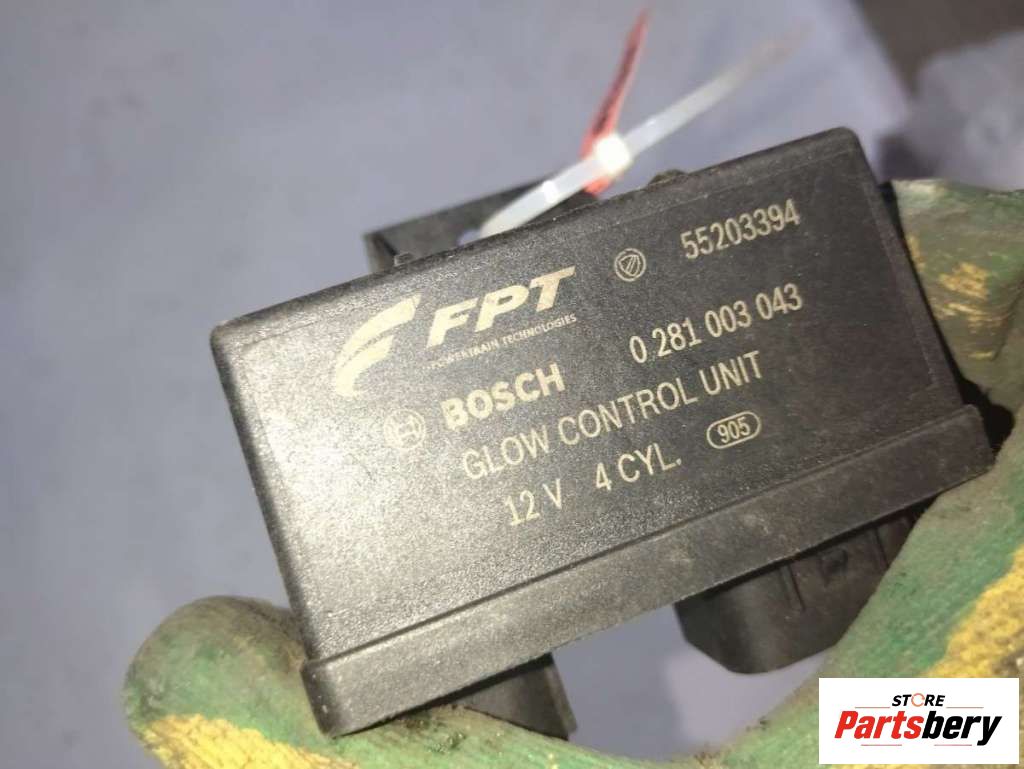 FPT
POWERTRAIN TECHNOLOGIES
55203394
BOSCH
0 281 003 043
GLOW CONTROL UNIT
12 V 4 CYL. 905
STORE
Partsbery